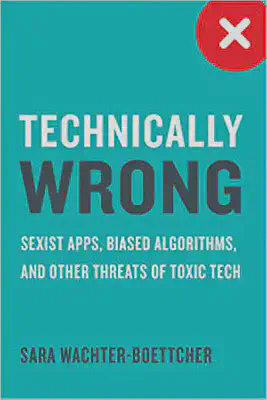 TECHNICALLY
WRONG
SEXIST APPS, BIASED ALGORITHMS,
AND OTHER THREATS OF TOXIC TECH
SARA WACHTER-BOETTCHER